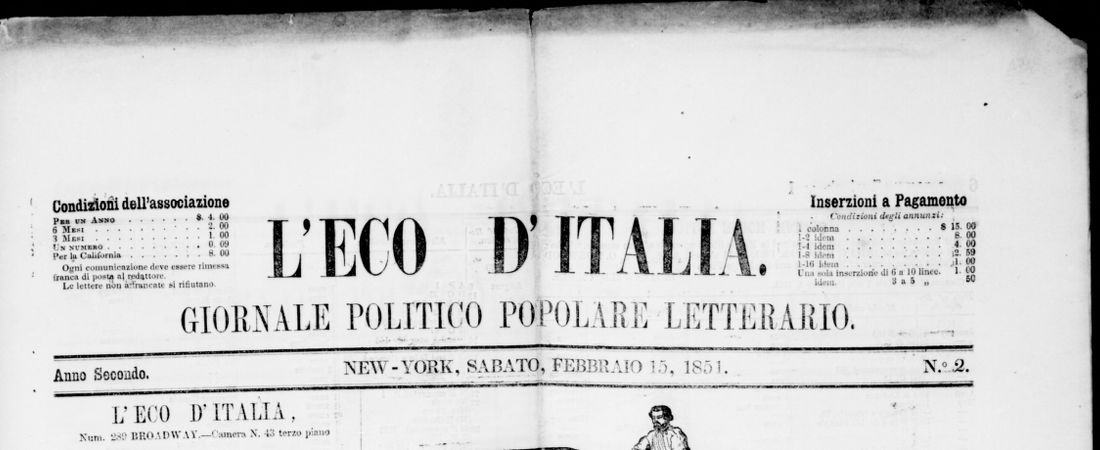 Condizioni dell'associazione
Per un Anno . . . . . . . . $. 4. 00
6 Mesi . . . . . . . . . . 2. 00
3 Mesi . . . . . . . . . . 1. 00
Un numero . . . . . . . . . 0. 09
Per la California . . . . . . . 8. 00
Ogni comunicazione deve essere rimessa
franca di posta al redattore.
Le lettere non affrancate si rifiutano.
L'ECO D'ITALIA.
Inserzioni a Pagamento
Condizioni degli annunzi:
1 colonna . . . . . . . . $ 15. 00
1-2 idem . . . . . . . . 8. 00
1-4 idem . . . . . . . . 4. 00
1-8 idem . . . . . . . . 2. 59
1-16 idem . . . . . . . . 1. 00
Una sola inserzione di 6 a 10 linee. 1. 00
idem. 3 a 5 „ 50
GIORNALE POLITICO POPOLARE LETTERARIO.
Anno Secondo.
NEW-YORK, SABATO, FEBBRAIO 15, 1851.
N.o 2.
L'ECO D'ITALIA,
Num. 289 BROADWAY.—Camera N. 43 terzo piano